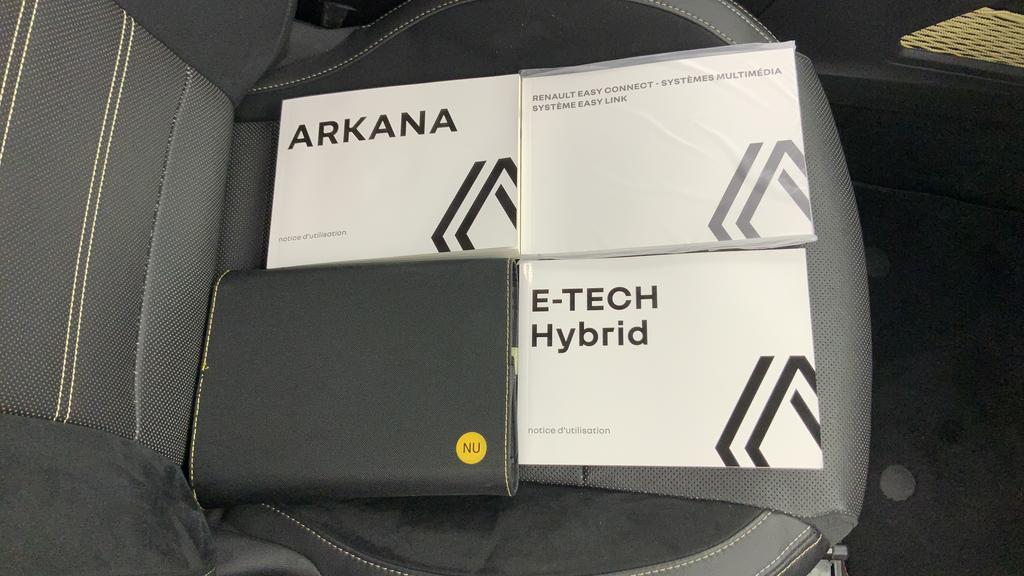 ARKANA
notice d'utilisation
RENAULT EASY CONNECT - SYSTÈMES MULTIMÉDIA
SYSTÈME EASY LINK
NU
E-TECH
Hybrid
notice d'utilisation